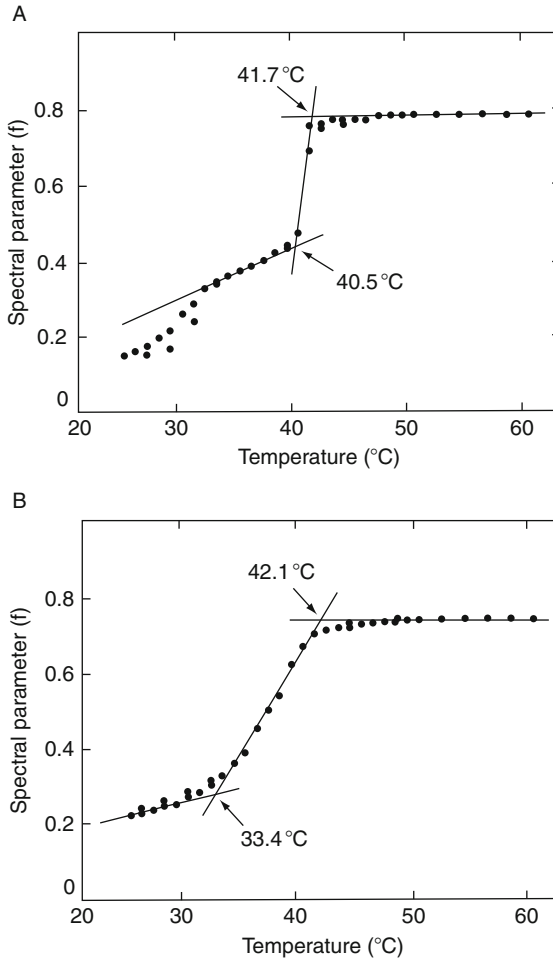 A
41.7 °C
0.8
0.6
0.4
0.2
0
40.5 °C
20 30 40 50 60
Temperature (°C)
Spectral parameter (f)
B
42.1 °C
0.8
0.6
0.4
0.2
0
33.4 °C
20 30 40 50 60
Temperature (°C)
Spectral parameter (f)